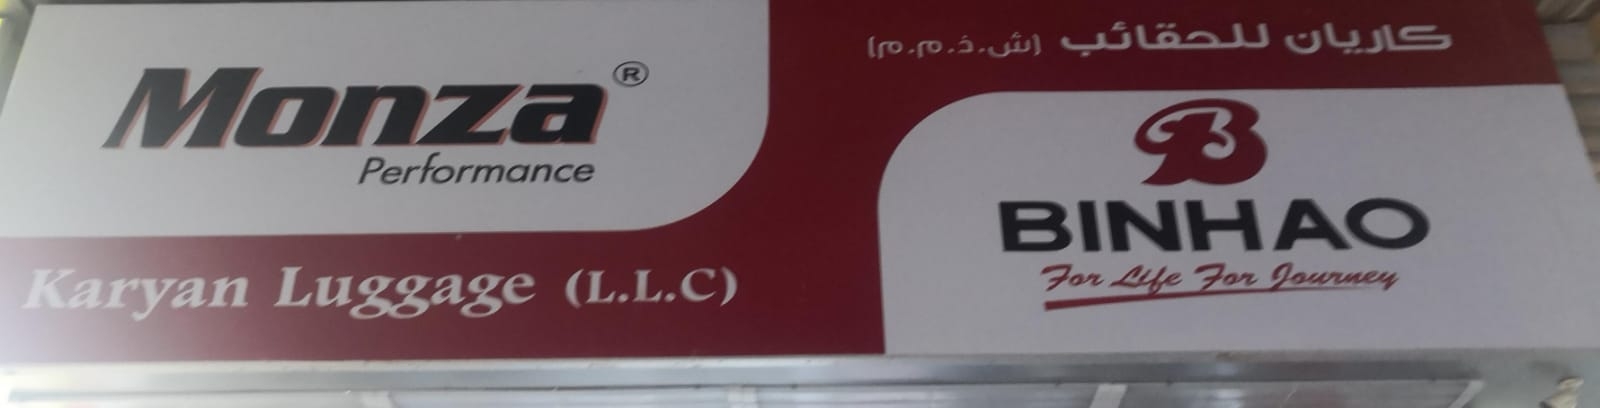 Monza®
Performance
Karyan Luggage (L.L.C)
كاريان للحقائب (ش.ذ.م.م)
B
BINHAO
For Life For Journey